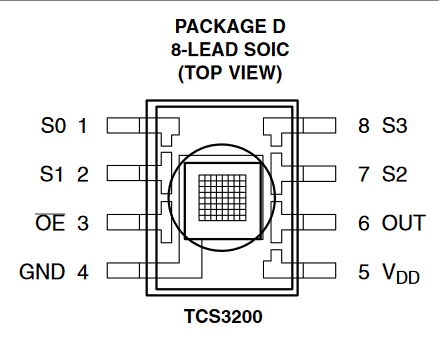 PACKAGE D
8-LEAD SOIC
(TOP VIEW)
S0 1
8 S3
S1 2
7 S2
O̅E̅ 3
6 OUT
GND 4
5 VDD
TCS3200